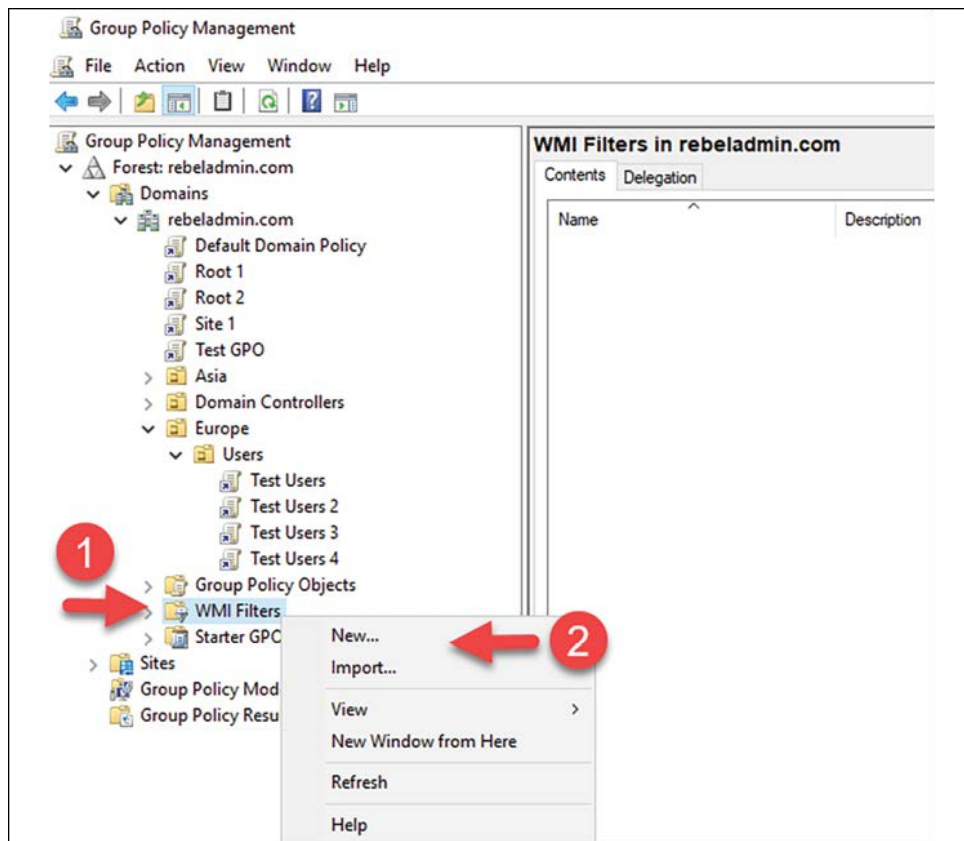 Group Policy Management
File Action View Window Help
Group Policy Management
Forest: rebeladmin.com
Domains
rebeladmin.com
Default Domain Policy
Root 1
Root 2
Site 1
Test GPO
Asia
Domain Controllers
Europe
Users
Test Users
Test Users 2
Test Users 3
Test Users 4
Group Policy Objects
WMI Filters
Starter GPO
Sites
Group Policy Mod
Group Policy Resu
WMI Filters in rebeladmin.com
Contents Delegation
Name Description
1
2
New...
Import...
View
New Window from Here
Refresh
Help